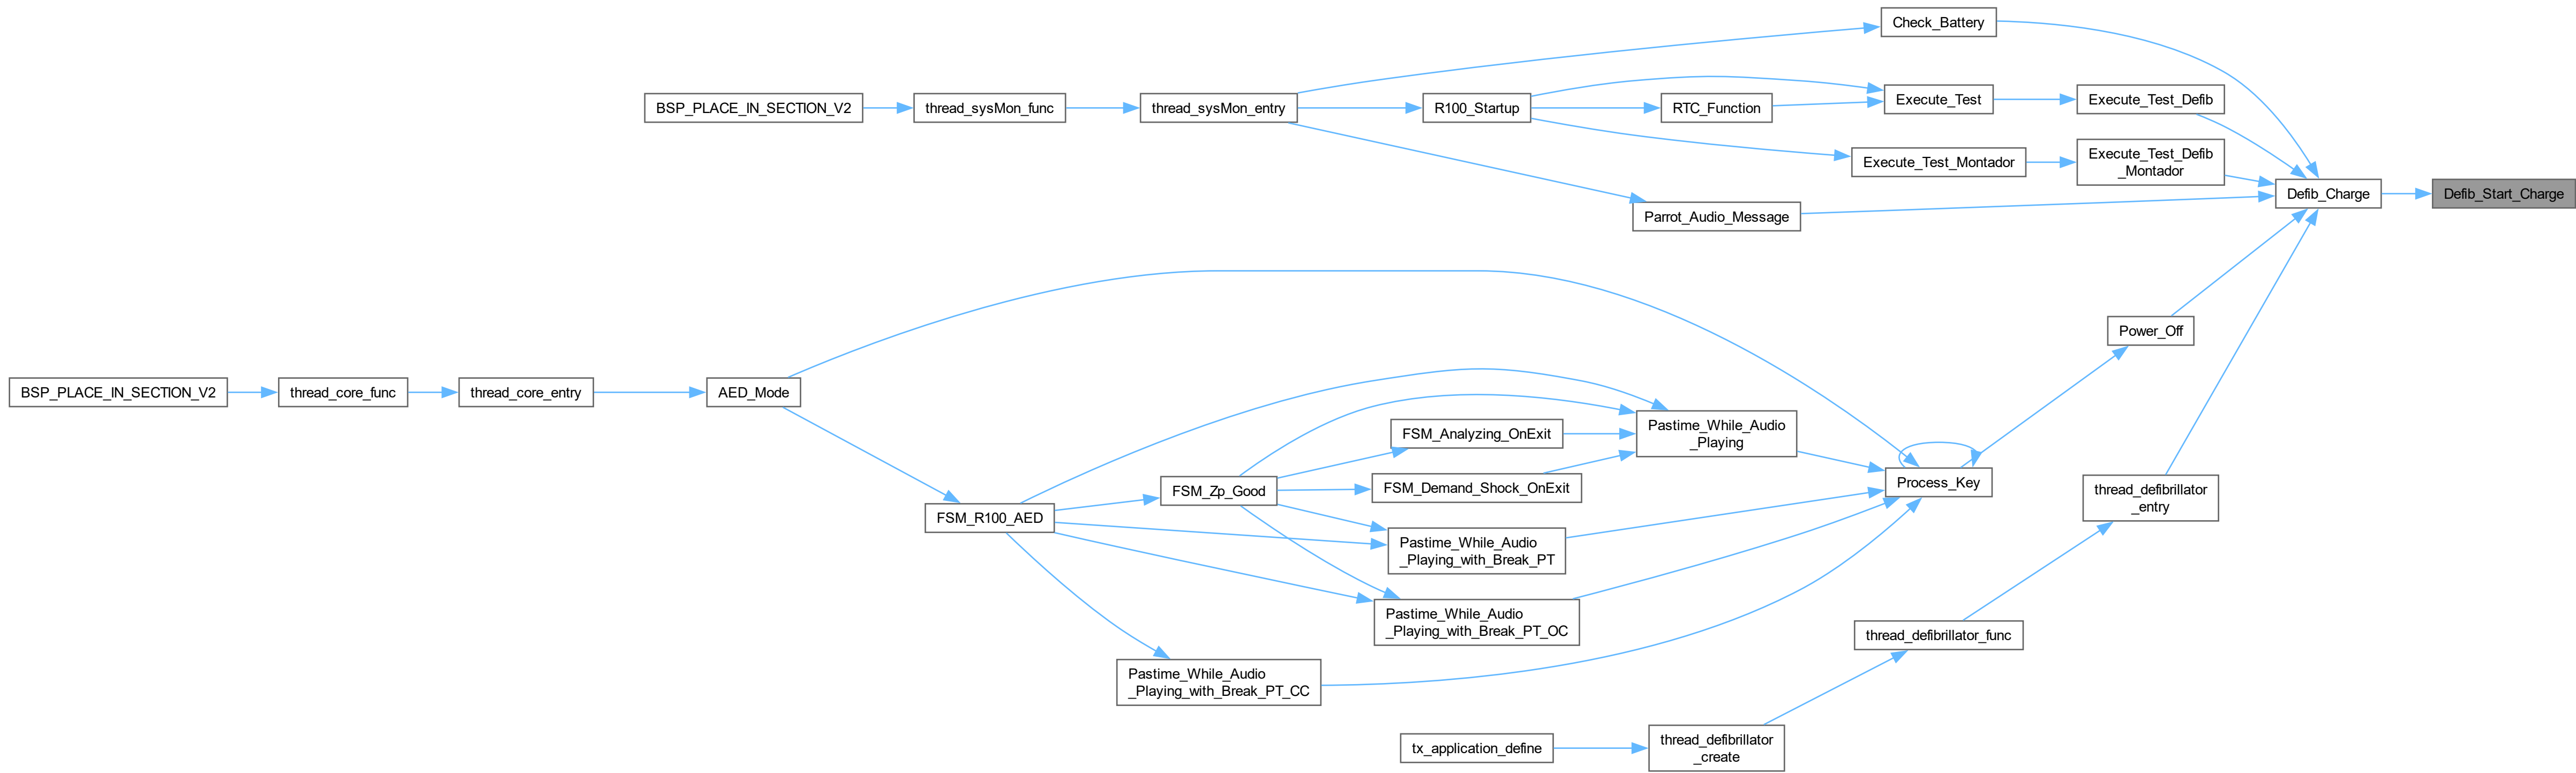 Check_Battery
BSP_PLACE_IN_SECTION_V2
thread_sysMon_func
thread_sysMon_entry
R100_Startup
RTC_Function
Execute_Test
Execute_Test_Defib
Execute_Test_Montador
Execute_Test_Defib
_Montador
Defib_Charge
Defib_Start_Charge
Parrot_Audio_Message
Power_Off
BSP_PLACE_IN_SECTION_V2
thread_core_func
thread_core_entry
AED_Mode
FSM_Analyzing_OnExit
Pastime_While_Audio
_Playing
FSM_Zp_Good
FSM_Demand_Shock_OnExit
Process_Key
thread_defibrillator
_entry
FSM_R100_AED
Pastime_While_Audio
_Playing_with_Break_PT
Pastime_While_Audio
_Playing_with_Break_PT_OC
thread_defibrillator_func
Pastime_While_Audio
_Playing_with_Break_PT_CC
tx_application_define
thread_defibrillator
_create